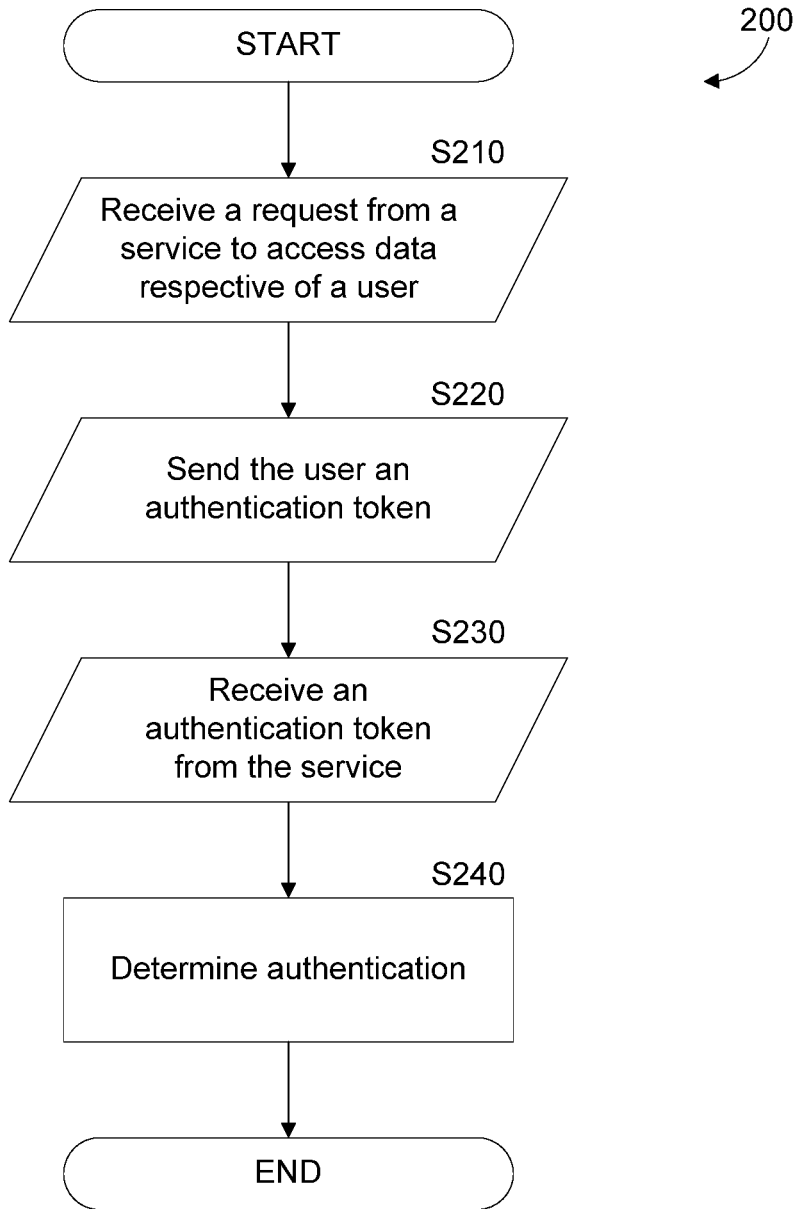 START
200
S210
Receive a request from a
service to access data
respective of a user
S220
Send the user an
authentication token
S230
Receive an
authentication token
from the service
S240
Determine authentication
END